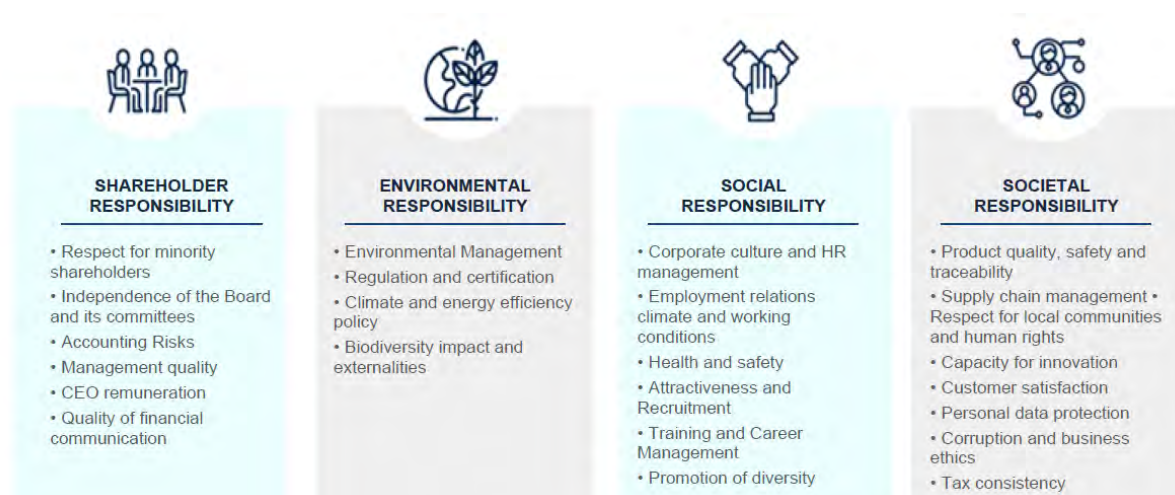 SHAREHOLDER
RESPONSIBILITY
• Respect for minority
shareholders
• Independence of the Board
and its committees
• Accounting Risks
• Management quality
• CEO remuneration
• Quality of financial
communication
ENVIRONMENTAL
RESPONSIBILITY
• Environmental Management
• Regulation and certification
• Climate and energy efficiency
policy
• Biodiversity impact and
externalities
SOCIAL
RESPONSIBILITY
• Corporate culture and HR
management
• Employment relations
climate and working
conditions
• Health and safety
• Attractiveness and
Recruitment
• Training and Career
Management
• Promotion of diversity
SOCIETAL
RESPONSIBILITY
• Product quality, safety and
traceability
• Supply chain management •
Respect for local communities
and human rights
• Capacity for innovation
• Customer satisfaction
• Personal data protection
• Corruption and business
ethics
• Tax consistency